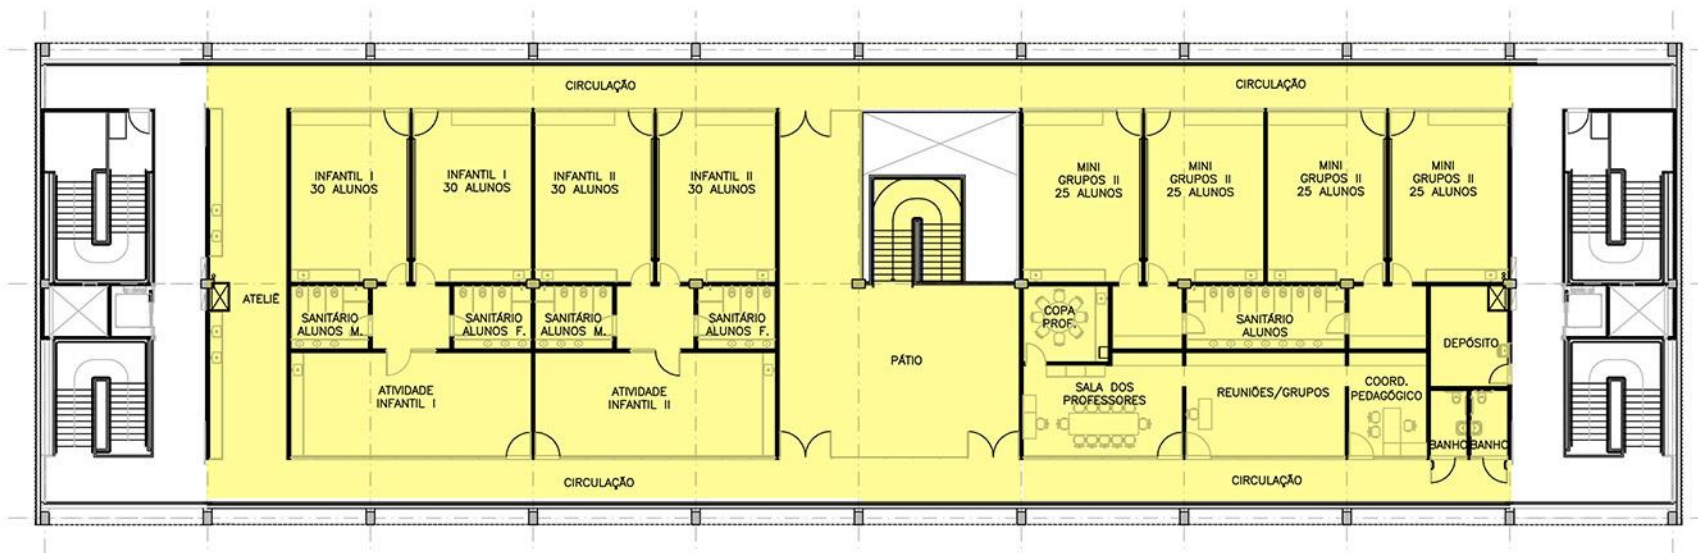 CIRCULAÇÃO
CIRCULAÇÃO
INFANTIL I
30 ALUNOS
INFANTIL I
30 ALUNOS
INFANTIL II
30 ALUNOS
INFANTIL II
30 ALUNOS
MINI
GRUPOS II
25 ALUNOS
MINI
GRUPOS II
25 ALUNOS
MINI
GRUPOS II
25 ALUNOS
MINI
GRUPOS II
25 ALUNOS
ATELIÊ
SANITÁRIO
ALUNOS M.
SANITÁRIO
ALUNOS F.
SANITÁRIO
ALUNOS M.
SANITÁRIO
ALUNOS F.
COPA
PROF.
SANITÁRIO
ALUNOS
DEPÓSITO
PÁTIO
ATIVIDADE
INFANTIL I
ATIVIDADE
INFANTIL II
SALA DOS
PROFESSORES
REUNIÕES/GRUPOS
COORD.
PEDAGÓGICO
BANHO
BANHO
CIRCULAÇÃO
CIRCULAÇÃO